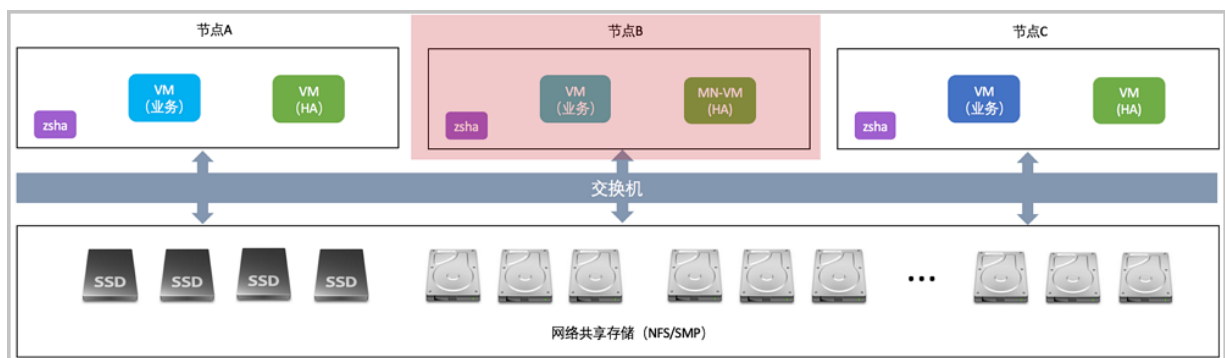 节点A
节点B
节点C
VM
(业务)
VM
(HA)
zsha
VM
(业务)
MN-VM
(HA)
zsha
VM
(业务)
VM
(HA)
zsha
交换机
SSD
SSD
SSD
SSD
...
网络共享存储（NFS/SMP）